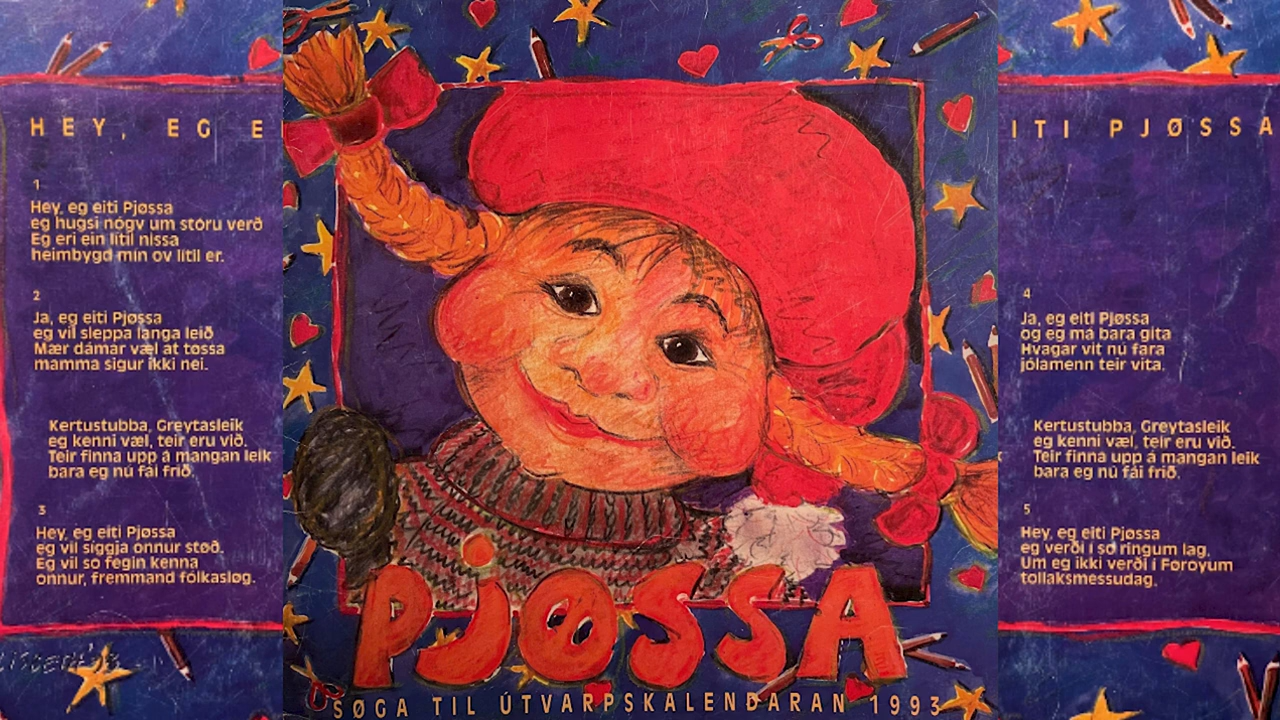 HEY, EG E
1
Hey, eg eiti Pjøssa
eg hugsi nógv um stóru verð
Eg eri ein lítil nissa
heimbygd mín ov lítil er.
2
Ja, eg eiti Pjøssa
eg vil sleppa langa leið
Mær dámar væl at tossa
mamma sigur ikki nei.
Kertustubba, Greytasleik
eg kenni væl, teir eru við.
Teir finna upp á mangan leik
bara eg nú fái frið.
3
Hey, eg eiti Pjøssa
eg vil síggja onnur støð.
Eg vil so fegin kenna
onnur, fremmand fólkasløg.
PJØSSA
SØGA TIL ÚTVARPSKALENDARAN 1993
ITI PJØSSA
4
Ja, eg eiti Pjøssa
og eg má bara gita
Hvagar vit nú fara
jólamenn teir vita.
Kertustubba, Greytasleik
eg kenni væl, teir eru við.
Teir finna upp á mangan leik
bara eg nú fái frið.
5
Hey, eg eiti Pjøssa
eg verði í so ringum lag,
Um eg ikki verði í Føroyum
tollaksmessudag.